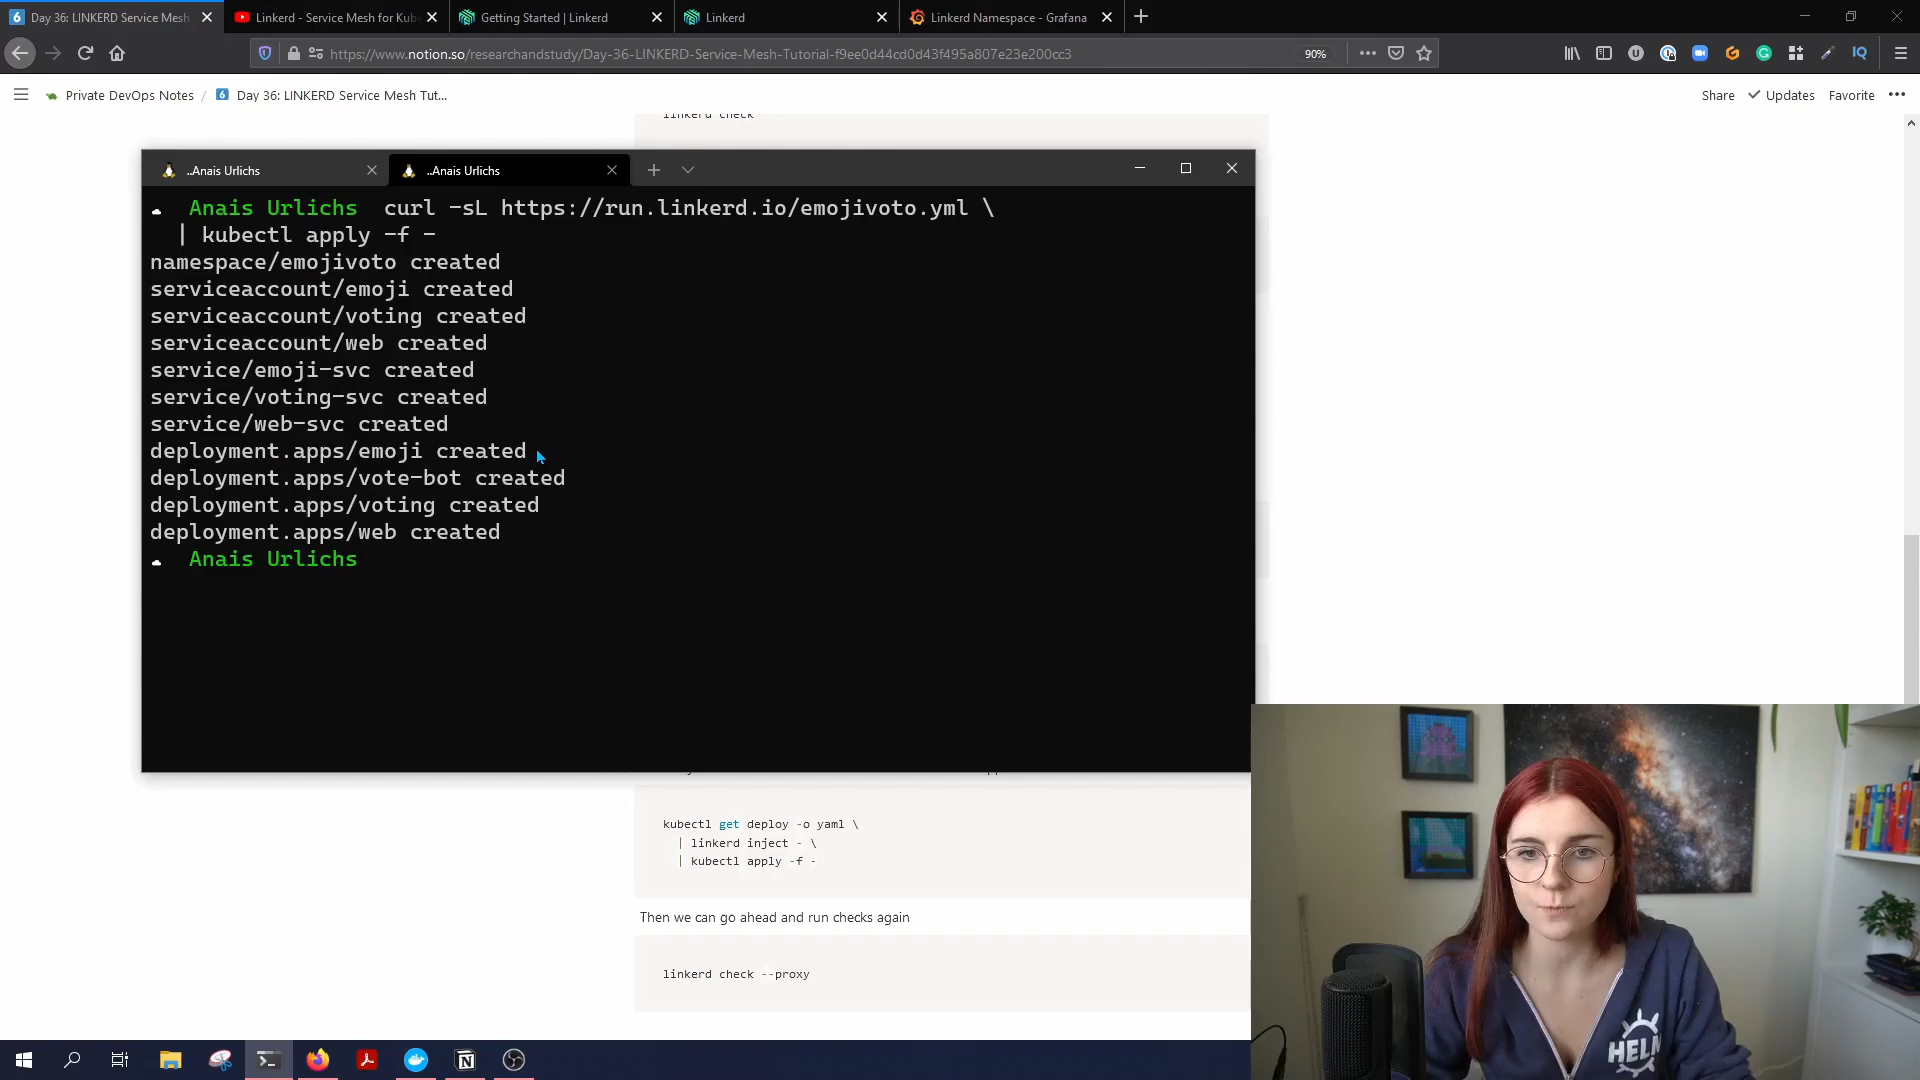 Day 36: LINKERD Service Mesh
Linkerd - Service Mesh for Kub
Getting Started | Linkerd
Linkerd
Linkerd Namespace - Grafana
https://www.notion.so/researchandstudy/Day-36-LINKERD-Service-Mesh-Tutorial-f9ee0d44cd0d43f495a807e23e200cc3
90%
Private DevOps Notes / Day 36: LINKERD Service Mesh Tut...
Share Updates Favorite
linkerd check
..Anais Urlichs
..Anais Urlichs
Anais Urlichs curl -sL https://run.linkerd.io/emojivoto.yml \
| kubectl apply -f -
namespace/emojivoto created
serviceaccount/emoji created
serviceaccount/voting created
serviceaccount/web created
service/emoji-svc created
service/voting-svc created
service/web-svc created
deployment.apps/emoji created
deployment.apps/vote-bot created
deployment.apps/voting created
deployment.apps/web created
Anais Urlichs
kubectl get deploy -o yaml \
| linkerd inject - \
| kubectl apply -f -
Then we can go ahead and run checks again
linkerd check --proxy
HELM